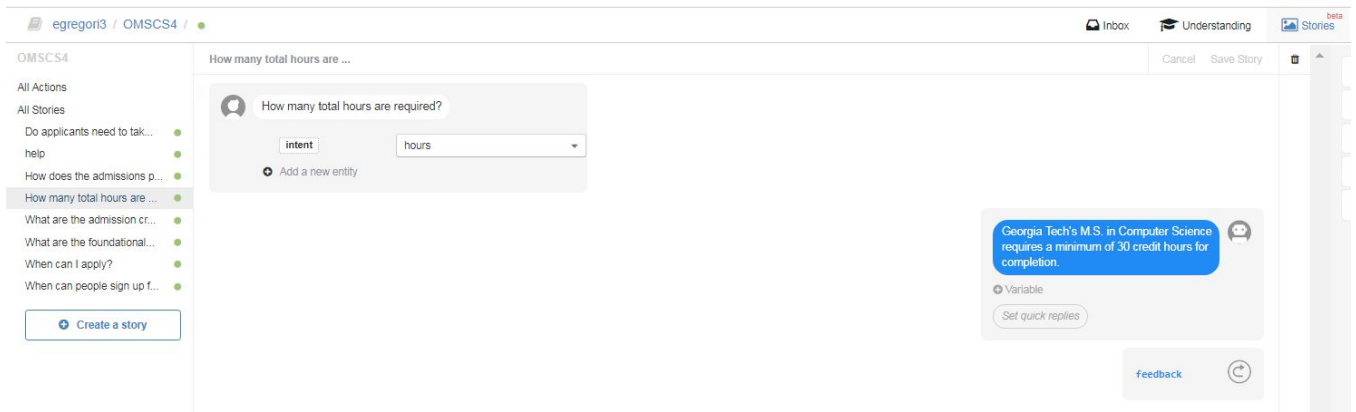 egregori3 / OMSCS4 /
Inbox
Understanding
Stories
beta
OMSCS4
All Actions
All Stories
Do applicants need to tak...
help
How does the admissions p...
How many total hours are ...
What are the admission cr...
What are the foundational...
When can I apply?
When can people sign up f...
Create a story
How many total hours are ...
Cancel
Save Story
How many total hours are required?
intent
hours
Add a new entity
Georgia Tech's M.S. in Computer Science
requires a minimum of 30 credit hours for
completion.
Variable
Set quick replies
feedback